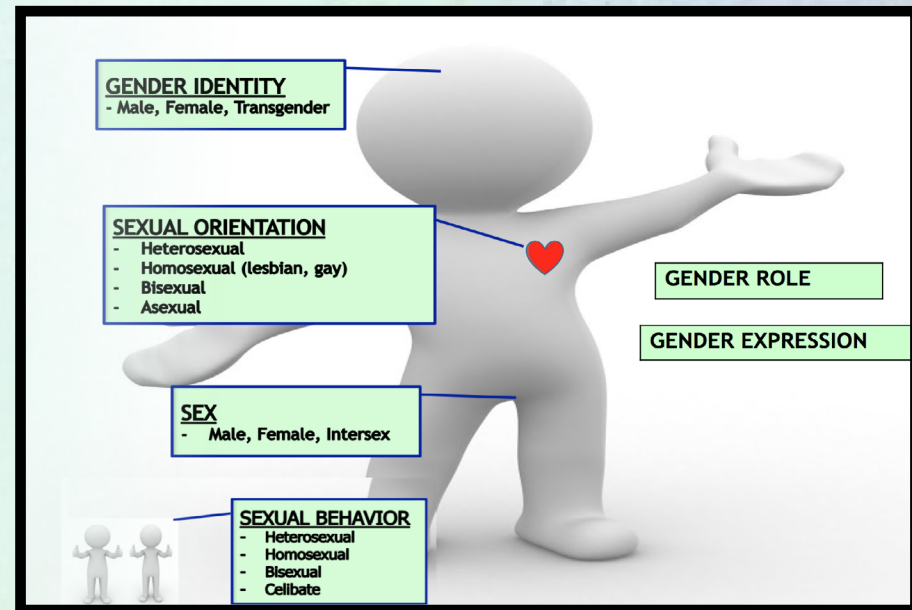 GENDER IDENTITY
- Male, Female, Transgender
SEXUAL ORIENTATION
- Heterosexual
- Homosexual (lesbian, gay)
- Bisexual
- Asexual
GENDER ROLE
GENDER EXPRESSION
SEX
- Male, Female, Intersex
SEXUAL BEHAVIOR
- Heterosexual
- Homosexual
- Bisexual
- Celibate